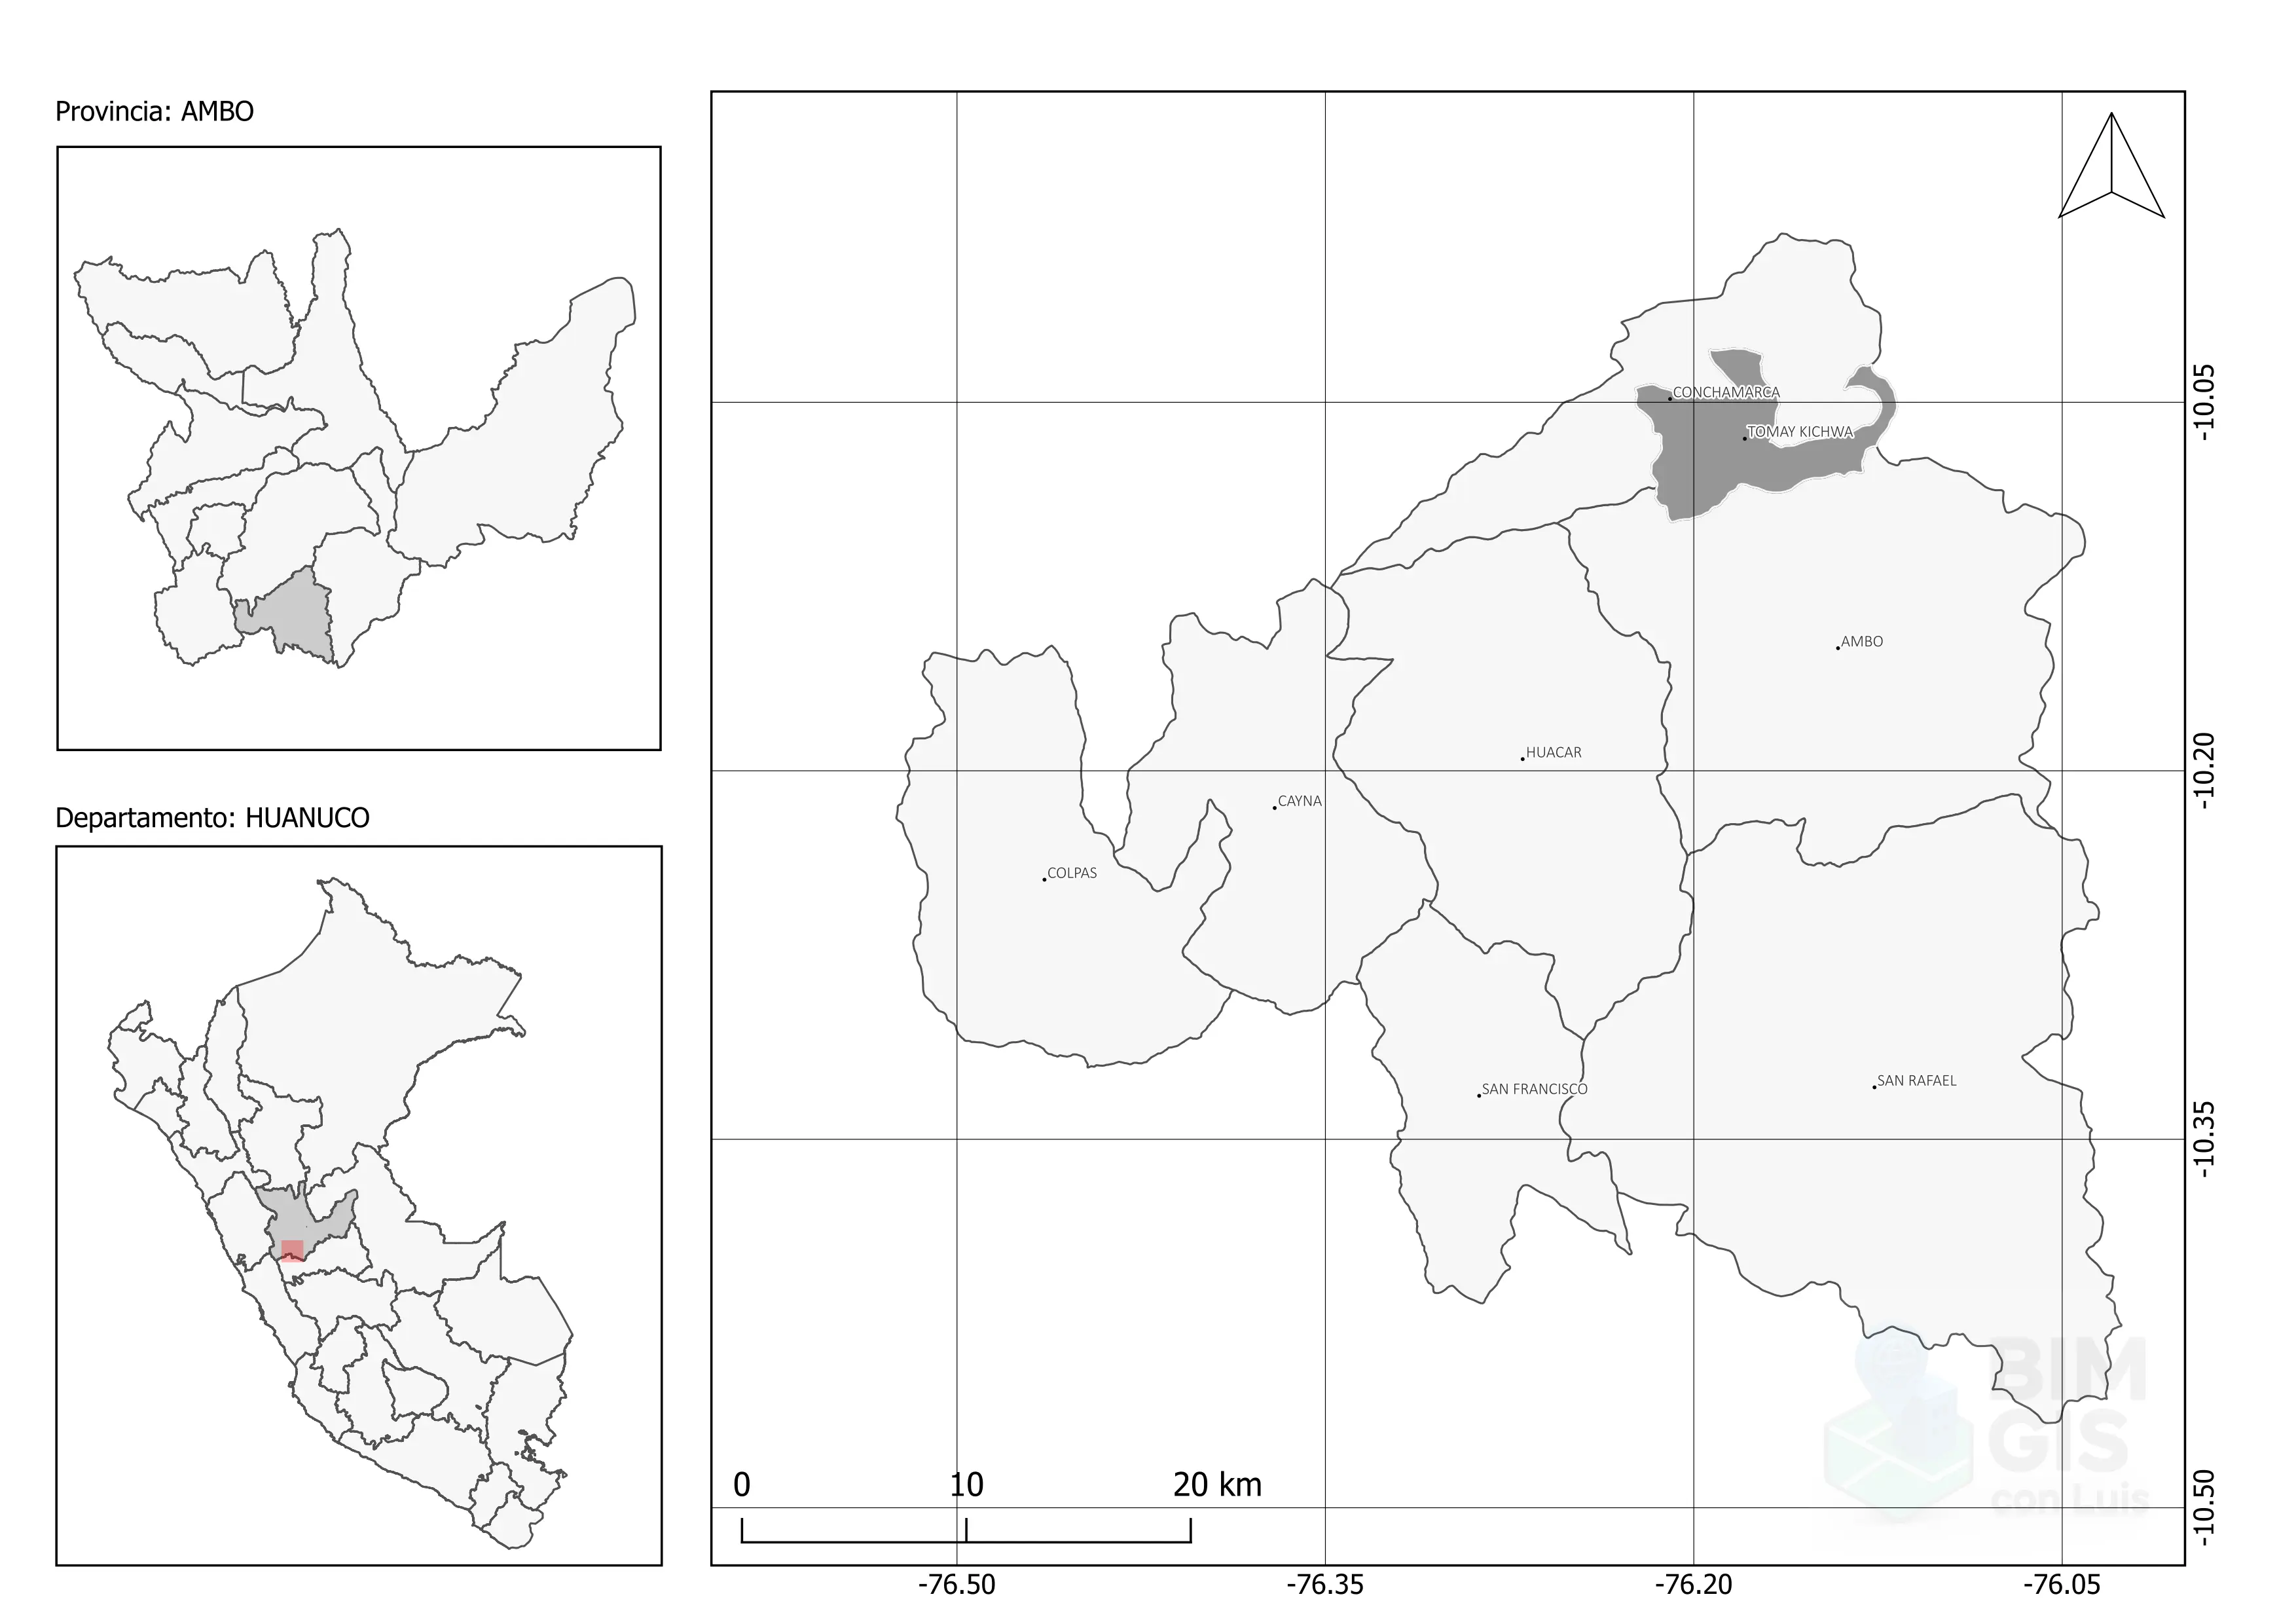 Provincia: AMBO
Departamento: HUANUCO
CONCHAMARCA
TOMAY KICHWA
AMBO
HUACAR
CAYNA
COLPAS
SAN FRANCISCO
SAN RAFAEL
-10.05
-10.20
-10.35
-10.50
BIM
GIS
con Luis
0 10 20 km
-76.50 -76.35 -76.20 -76.05